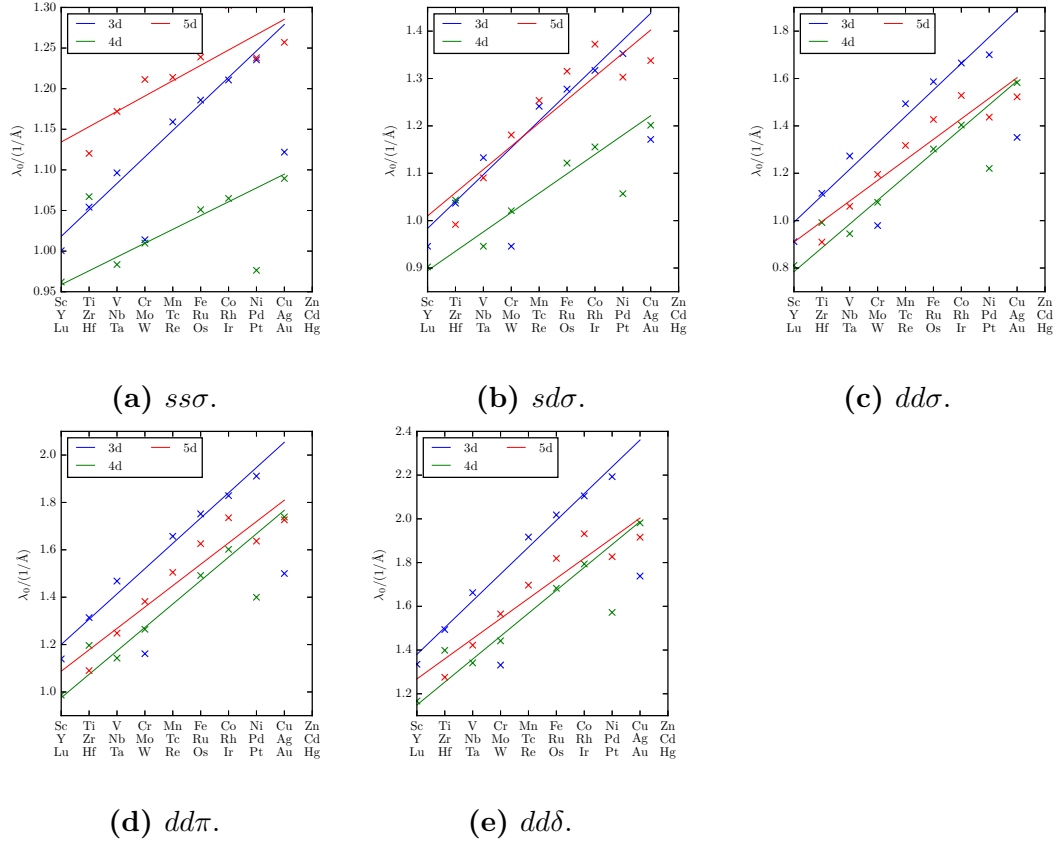 1.30
1.25
1.20
1.15
1.10
1.05
1.00
0.95
λ0/(1/Å)
3d
4d
5d
Sc Ti V Cr Mn Fe Co Ni Cu Zn
Y Zr Nb Mo Tc Ru Rh Pd Ag Cd
Lu Hf Ta W Re Os Ir Pt Au Hg
(a) ssσ.
1.4
1.3
1.2
1.1
1.0
0.9
λ0/(1/Å)
3d
4d
5d
Sc Ti V Cr Mn Fe Co Ni Cu Zn
Y Zr Nb Mo Tc Ru Rh Pd Ag Cd
Lu Hf Ta W Re Os Ir Pt Au Hg
(b) sdσ.
1.8
1.6
1.4
1.2
1.0
0.8
λ0/(1/Å)
3d
4d
5d
Sc Ti V Cr Mn Fe Co Ni Cu Zn
Y Zr Nb Mo Tc Ru Rh Pd Ag Cd
Lu Hf Ta W Re Os Ir Pt Au Hg
(c) ddσ.
2.0
1.8
1.6
1.4
1.2
1.0
λ0/(1/Å)
3d
4d
5d
Sc Ti V Cr Mn Fe Co Ni Cu Zn
Y Zr Nb Mo Tc Ru Rh Pd Ag Cd
Lu Hf Ta W Re Os Ir Pt Au Hg
(d) ddπ.
2.4
2.2
2.0
1.8
1.6
1.4
1.2
λ0/(1/Å)
3d
4d
5d
Sc Ti V Cr Mn Fe Co Ni Cu Zn
Y Zr Nb Mo Tc Ru Rh Pd Ag Cd
Lu Hf Ta W Re Os Ir Pt Au Hg
(e) ddδ.